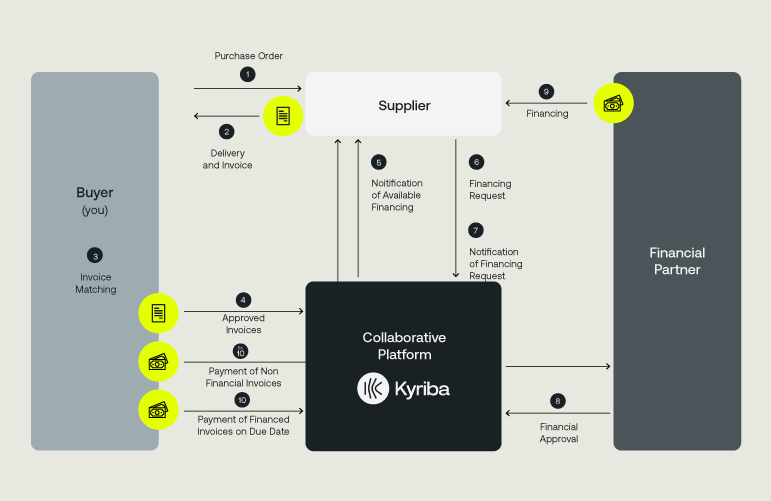 Purchase Order
1
Supplier
9
Financing
2
Delivery
and Invoice
5
Noitification
of Available
Financing
6
Financing
Request
Buyer
(you)
7
Notification
of Financing
Request
3
Invoice
Matching
Financial
Partner
4
Approved
Invoices
Collaborative
Platform
Kyriba
10
Payment of Non
Financial Invoices
10
Payment of Financed
Invoices on Due Date
8
Financial
Approval